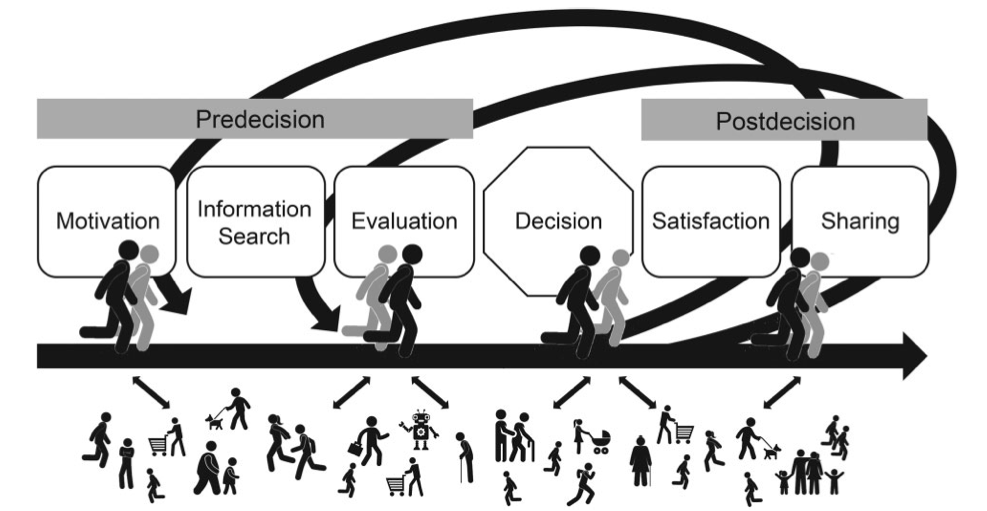 Predecision
Postdecision
Motivation
Information
Search
Evaluation
Decision
Satisfaction
Sharing